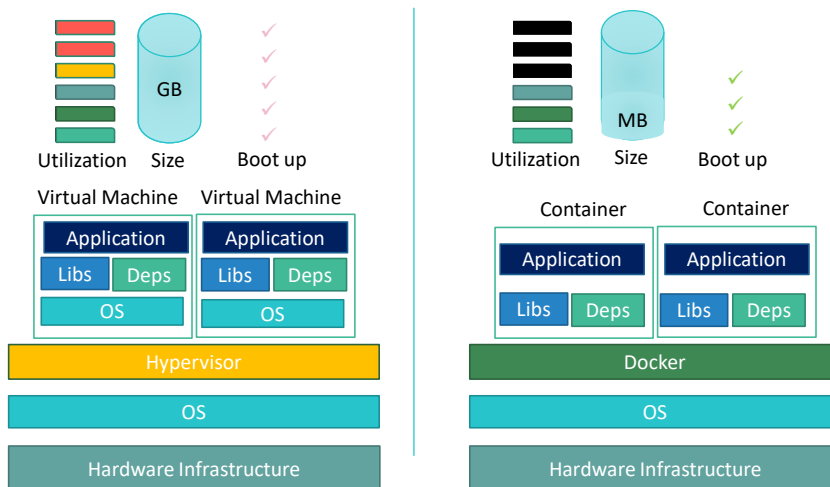 GB
Utilization
Size
Boot up
Virtual Machine
Virtual Machine
Application
Application
Libs
Deps
Libs
Deps
OS
OS
Hypervisor
OS
Hardware Infrastructure
MB
Utilization
Size
Boot up
Container
Container
Application
Application
Libs
Deps
Libs
Deps
Docker
OS
Hardware Infrastructure